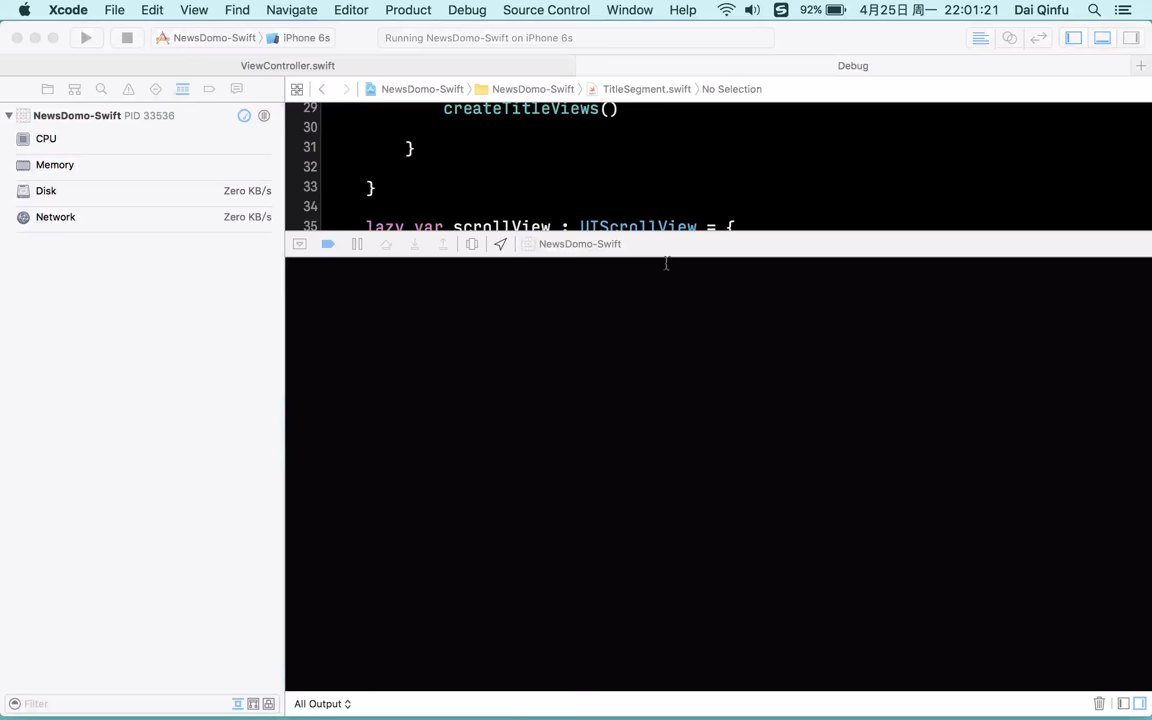 Xcode File Edit View Find Navigate Editor Product Debug Source Control Window Help 92% 4月25日 周一 22:01:21 Dai Qinfu
NewsDomo-Swift iPhone 6s Running NewsDomo-Swift on iPhone 6s
ViewController.swift Debug
NewsDomo-Swift NewsDomo-Swift TitleSegment.swift No Selection
NewsDomo-Swift PID 33536
CPU
Memory
Disk Zero KB/s
Network Zero KB/s
29 createTitleViews()
30
31 }
32
33 }
34
35 lazy var scrollView : UIScrollView = {
NewsDomo-Swift
Filter
All Output